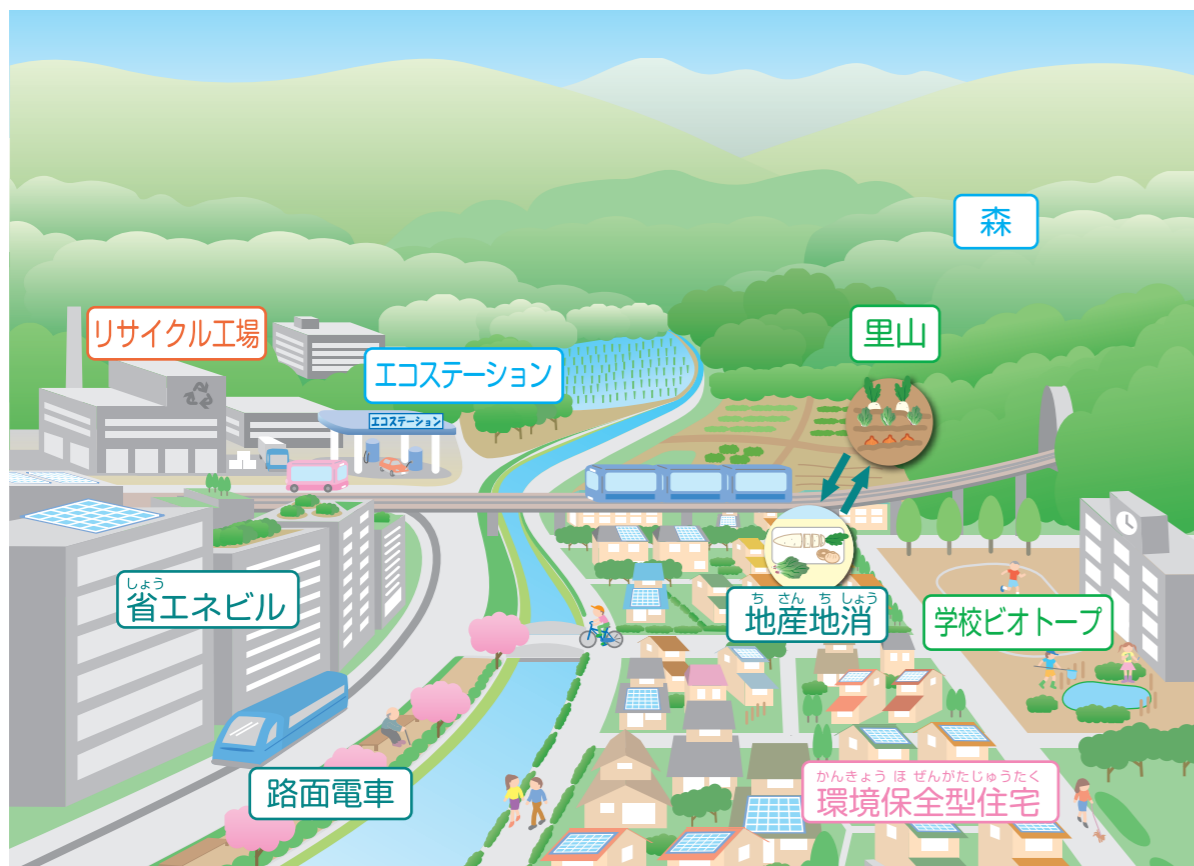 森
リサイクル工場
里山
エコステーション
エコステーション
しょう
省エネビル
ち さん ち しょう
地産地消
学校ビオトープ
路面電車
かんきょう ほ ぜんがたじゅうたく
環境保全型住宅